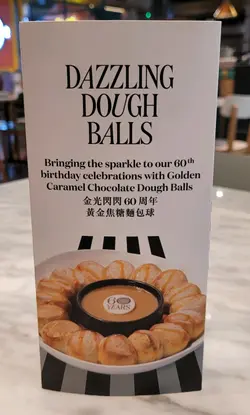 DAZZLING
DOUGH
BALLS
Bringing the sparkle to our 60th
birthday celebrations with Golden
Caramel Chocolate Dough Balls
金光閃閃 60 周年
黃金焦糖麵包球
60
YEARS